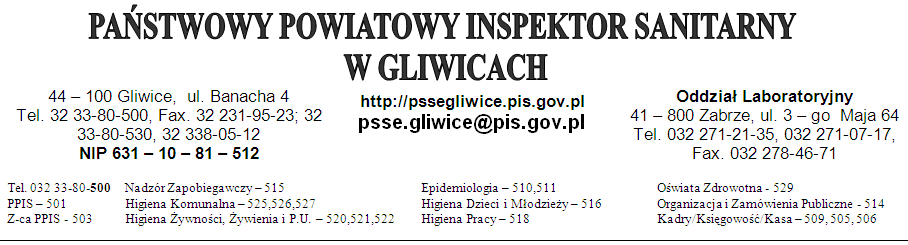 PAŃSTWOWY POWIATOWY INSPEKTOR SANITARNY
W GLIWICACH
44 – 100 Gliwice, ul. Banacha 4
Tel. 32 33-80-500, Fax. 32 231-95-23; 32
33-80-530, 32 338-05-12
NIP 631 – 10 – 81 – 512
http://pssegliwice.pis.gov.pl
psse.gliwice@pis.gov.pl
Oddział Laboratoryjny
41 – 800 Zabrze, ul. 3 – go Maja 64
Tel. 032 271-21-35, 032 271-07-17,
Fax. 032 278-46-71
Tel. 032 33-80-500
PPIS – 501
Z-ca PPIS - 503
Nadzór Zapobiegawczy – 515
Higiena Komunalna – 525,526,527
Higiena Żywności, Żywienia i P.U. – 520,521,522
Epidemiologia – 510,511
Higiena Dzieci i Młodzieży – 516
Higiena Pracy – 518
Oświata Zdrowotna - 529
Organizacja i Zamówienia Publiczne - 514
Kadry/Księgowość/Kasa – 509, 505, 506